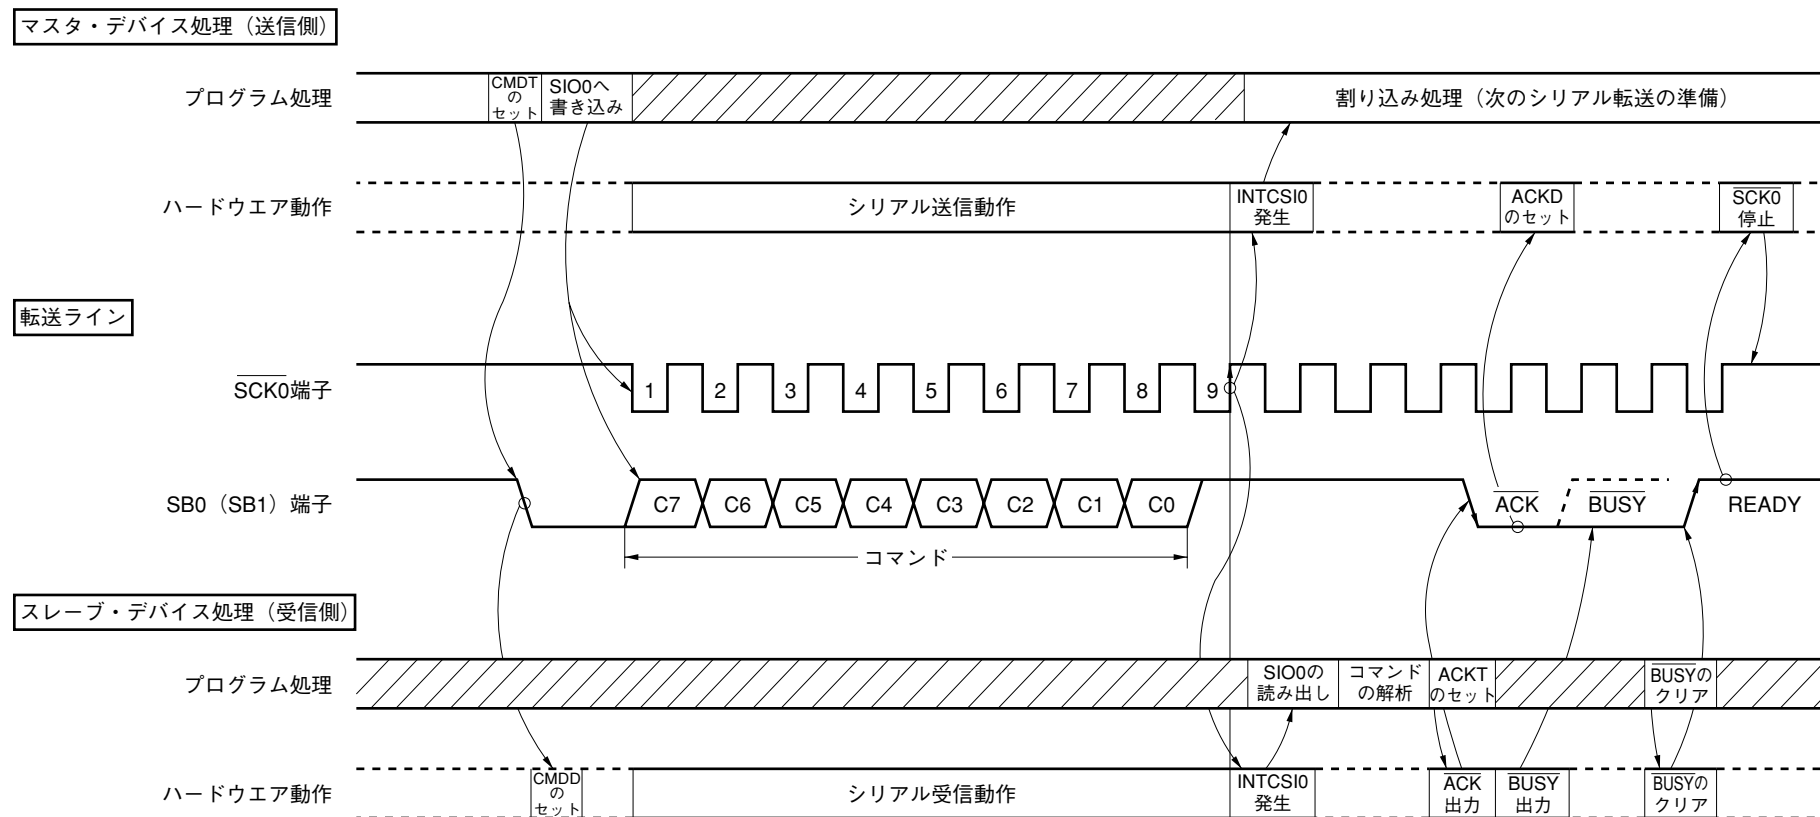 マスタ・デバイス処理（送信側）
プログラム処理
CMDT
の
セット
SIO0へ
書き込み
割り込み処理（次のシリアル転送の準備）
ハードウエア動作
シリアル送信動作
INTCSI0
発生
ACKD
のセット
SCK0
停止
転送ライン
SCK0端子
1 2 3 4 5 6 7 8 9
SB0（SB1）端子
C7 C6 C5 C4 C3 C2 C1 C0
ACK
BUSY
READY
コマンド
スレーブ・デバイス処理（受信側）
プログラム処理
SIO0の
読み出し
コマンド
の解析
ACKT
のセット
BUSYの
クリア
ハードウエア動作
CMDD
の
セット
シリアル受信動作
INTCSI0
発生
ACK
出力
BUSY
出力
BUSYの
クリア